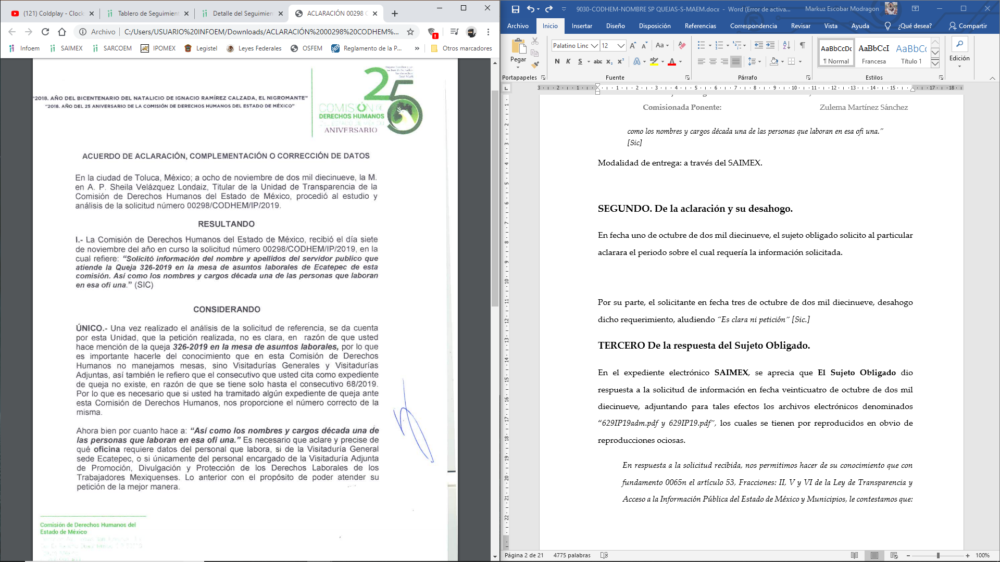 (121) Coldplay - Clock
Tablero de Seguimient
Detalle del Seguimien
ACLARACIÓN 00298 C
Archivo
C:/Users/USUARIO%20INFOEM/Downloads/ACLARACIÓN%2000298%20CODHEM%...
Infoem
SAIMEX
SARCOEM
IPOMEX
Legistel
Leyes Federales
OSFEM
Reglamento de la P...
»
Otros marcadores
"2018. AÑO DEL BICENTENARIO DEL NATALICIO DE IGNACIO RAMÍREZ CALZADA, EL NIGROMANTE"
"2018. AÑO DEL 25 ANIVERSARIO DE LA COMISIÓN DE DERECHOS HUMANOS DEL ESTADO DE MÉXICO"
25
COMISIÓN DE
DERECHOS HUMANOS
DEL ESTADO DE MÉXICO
ANIVERSARIO
ACUERDO DE ACLARACIÓN, COMPLEMENTACIÓN O CORRECCIÓN DE DATOS
En la ciudad de Toluca, México; a ocho de noviembre de dos mil diecinueve, la M.
en A. P. Sheila Velázquez Londaiz, Titular de la Unidad de Transparencia de la
Comisión de Derechos Humanos del Estado de México, procedió al estudio y
análisis de la solicitud número 00298/CODHEM/IP/2019.
RESULTANDO
I.- La Comisión de Derechos Humanos del Estado de México, recibió el día siete
de noviembre del año en curso la solicitud número 00298/CODHEM/IP/2019, en la
cual refiere: "Solicitó información del nombre y apellidos del servidor publico que
atiende la Queja 326-2019 en la mesa de asuntos laborales de Ecatepec de esta
comisión. Así como los nombres y cargos década una de las personas que laboran
en esa ofi una." (SIC)
CONSIDERANDO
ÚNICO.- Una vez realizado el análisis de la solicitud de referencia, se da cuenta
por esta Unidad, que la petición realizada, no es clara, en razón de que usted
hace mención de la queja 326-2019 en la mesa de asuntos laborales, por lo que
es importante hacerle del conocimiento que en esta Comisión de Derechos
Humanos no manejamos mesas, sino Visitadurías Generales y Visitadurías
Adjuntas, así también le refiero que el consecutivo que usted cita como expediente
de queja no existe, en razón de que se tiene solo hasta el consecutivo 68/2019.
Por lo que es necesario que si usted ha tramitado algún expediente de queja ante
esta Comisión de Derechos Humanos, nos proporcione el número correcto de la
misma.
Ahora bien por cuanto hace a: "Así como los nombres y cargos década una de
las personas que laboran en esa ofi una." Es necesario que aclare y precise de
qué oficina requiere datos del personal que labora, si de la Visitaduría General
sede Ecatepec, o si únicamente del personal encargado de la Visitaduría Adjunta
de Promoción, Divulgación y Protección de los Derechos Laborales de los
Trabajadores Mexiquenses. Lo anterior con el propósito de poder atender su
petición de la mejor manera.
Comisión de Derechos Humanos del
Estado de México
9030-CODHEM-NOMBRE SP QUEJAS-S-MAEM.docx - Word (Error de activa...
Markuz Escobar Modragon
Archivo
Inicio
Insertar
Diseño
Disposición
Referencias
Correspondencia
Revisar
Vista
Ayuda
¿Qué desea?
Compartir
Pegar
Portapapeles
Palatino Linc
12
N K S abc x₂ x²
Fuente
Párrafo
AaBbCcDc
¶ Normal
AaBbCcI
Francesa
AaBbC
Título 1
Estilos
Edición
3 2 1 1 2 3 4 5 6 7 8 9 10 11 12 13 14 15 17 18
Comisionada Ponente:
Zulema Martínez Sánchez
como los nombres y cargos década una de las personas que laboran en esa ofi una."
[Sic]
Modalidad de entrega: a través del SAIMEX.
SEGUNDO. De la aclaración y su desahogo.
En fecha uno de octubre de dos mil diecinueve, el sujeto obligado solicito al particular
aclarara el periodo sobre el cual requería la información solicitada.
Por su parte, el solicitante en fecha tres de octubre de dos mil diecinueve, desahogo
dicho requerimiento, aludiendo "Es clara ni petición" [Sic.]
TERCERO De la respuesta del Sujeto Obligado.
En el expediente electrónico SAIMEX, se aprecia que El Sujeto Obligado dio
respuesta a la solicitud de información en fecha veinticuatro de octubre de dos mil
diecinueve, adjuntando para tales efectos los archivos electrónicos denominados
"629IP19adm.pdf y 629IP19.pdf", los cuales se tienen por reproducidos en obvio de
reproducciones ociosas.
En respuesta a la solicitud recibida, nos permitimos hacer de su conocimiento que con
fundamento 0065n el artículo 53, Fracciones: II, V y VI de la Ley de Transparencia y
Acceso a la Información Pública del Estado de México y Municipios, le contestamos que:
Página 2 de 21
4775 palabras
100%